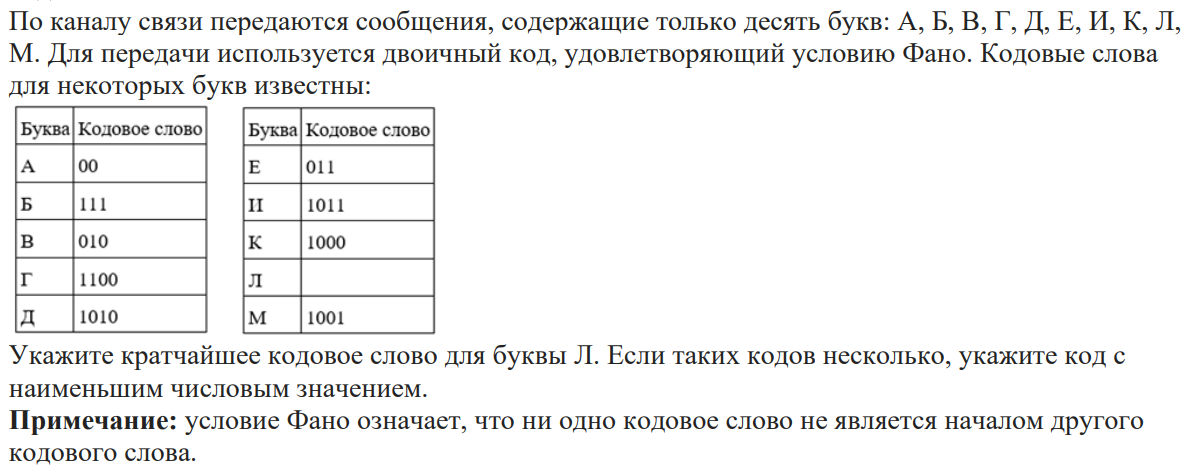 По каналу связи передаются сообщения, содержащие только десять букв: А, Б, В, Г, Д, Е, И, К, Л,
М. Для передачи используется двоичный код, удовлетворяющий условию Фано. Кодовые слова
для некоторых букв известны:
Буква Кодовое слово
А 00
Б 111
В 010
Г 1100
Д 1010
Буква Кодовое слово
Е 011
И 1011
К 1000
Л
М 1001
Укажите кратчайшее кодовое слово для буквы Л. Если таких кодов несколько, укажите код с
наименьшим числовым значением.
Примечание: условие Фано означает, что ни одно кодовое слово не является началом другого
кодового слова.